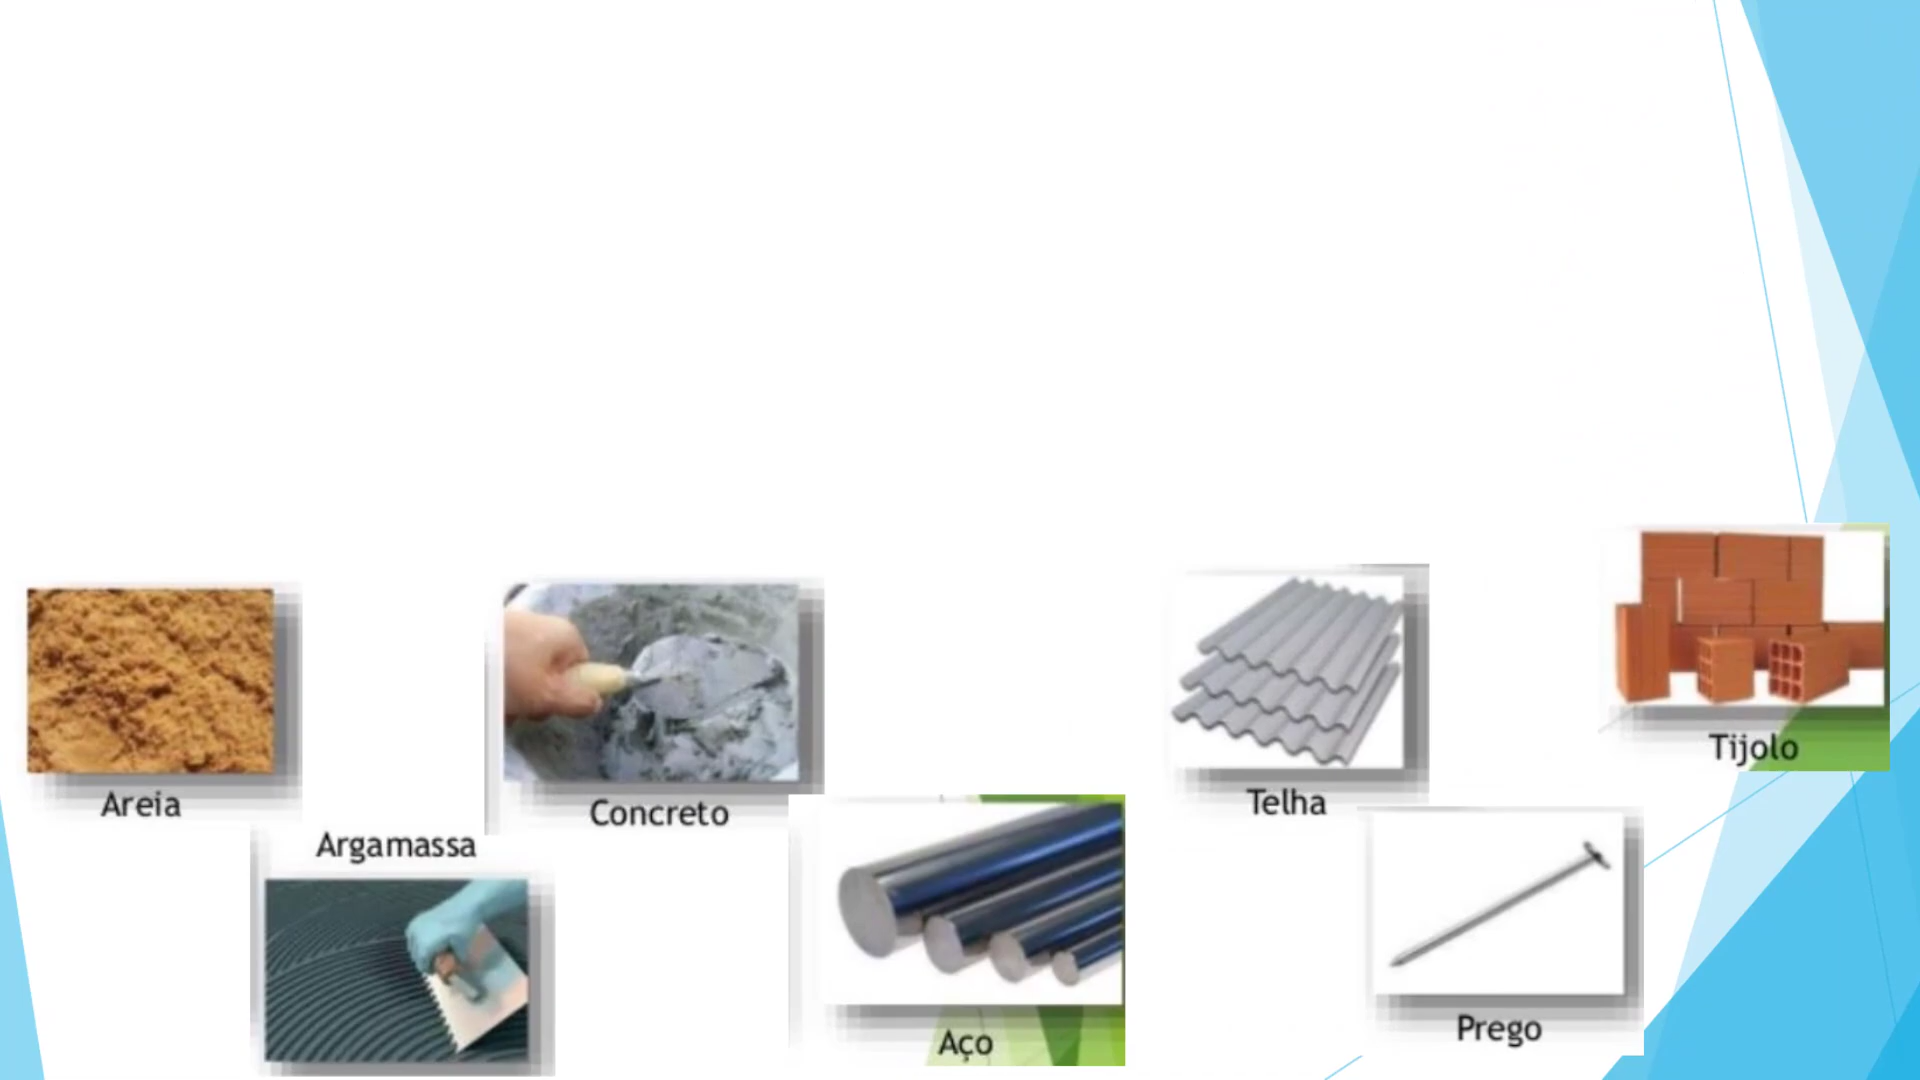 Tijolo
Areia
Concreto
Telha
Argamassa
Aço
Prego